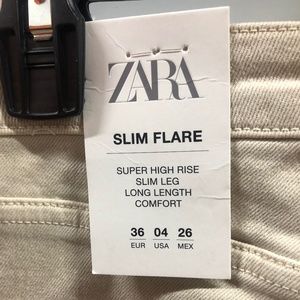 ZARA
SLIM FLARE
SUPER HIGH RISE
SLIM LEG
LONG LENGTH
COMFORT
36 04 26
EUR USA MEX